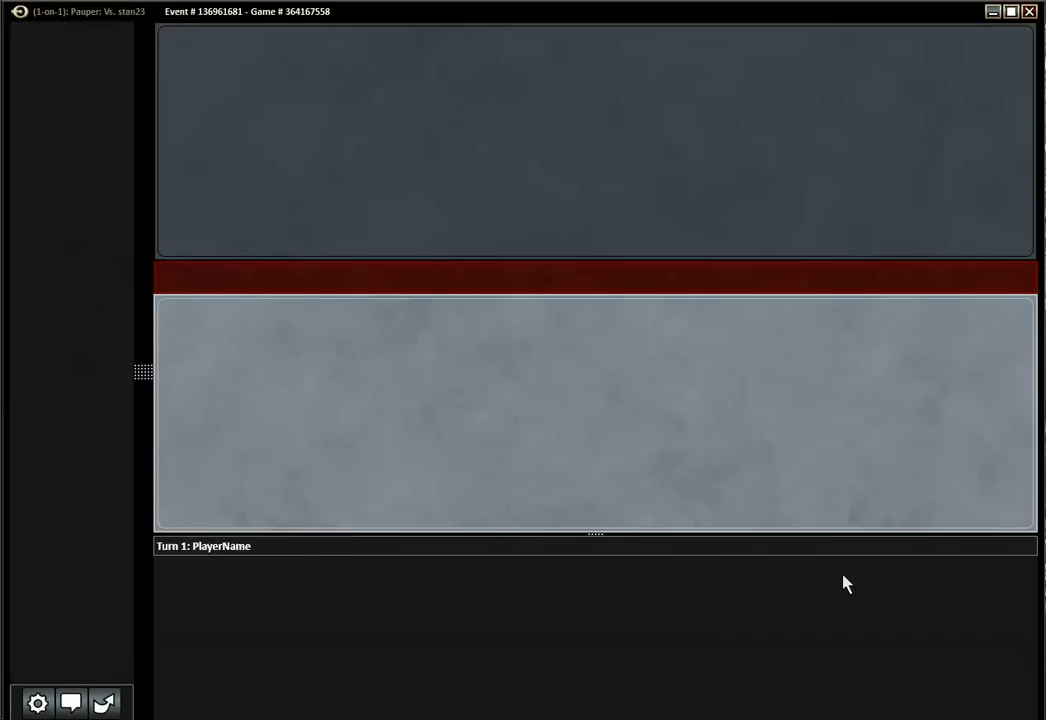 (1-on-1): Pauper: Vs. stan23 Event # 136961681 - Game # 364167558
Turn 1: PlayerName